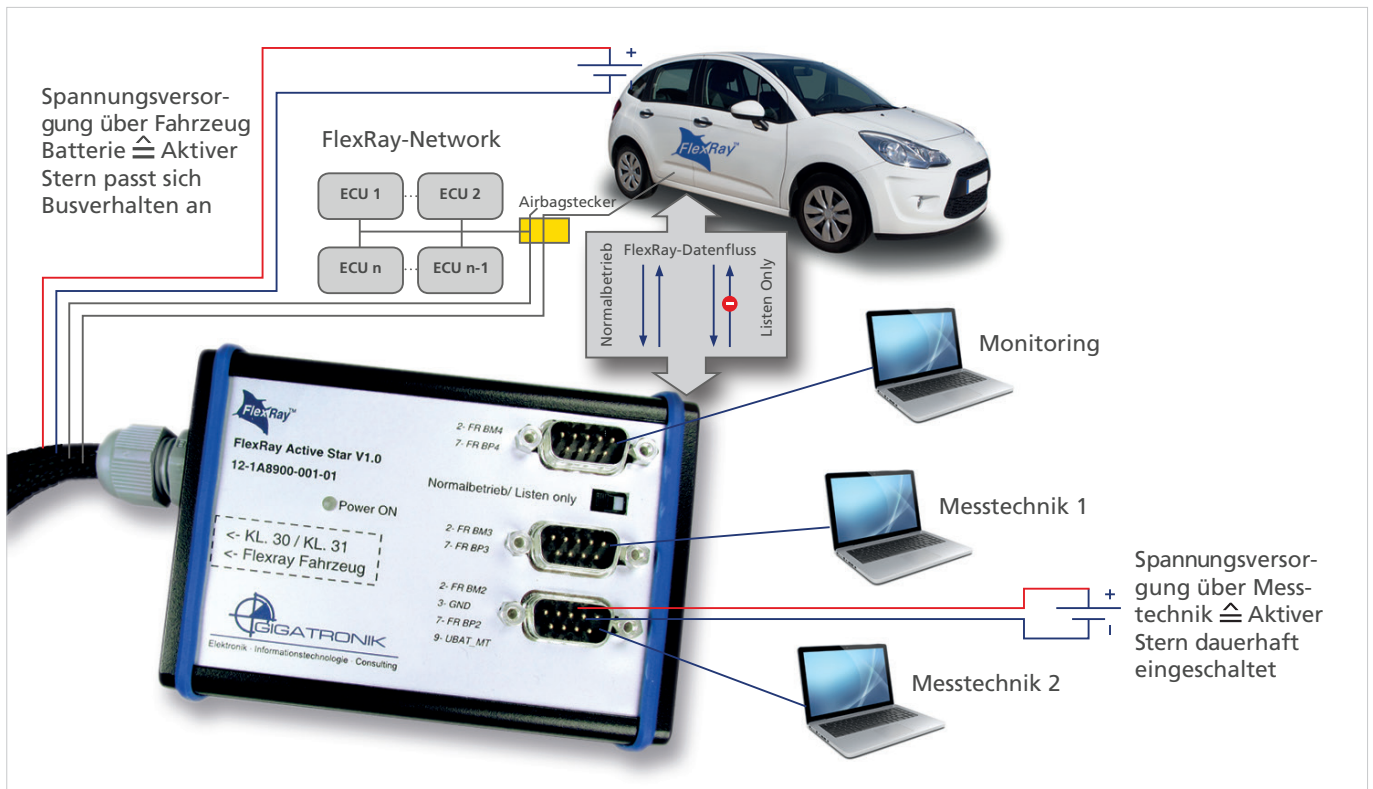 Spannungsversor-
gung über Fahrzeug
Batterie ≙ Aktiver
Stern passt sich
Busverhalten an
+
-
FlexRay-Network
ECU 1
ECU 2
ECU n
ECU n-1
Airbagstecker
FlexRay™
Normalbetrieb
FlexRay-Datenfluss
Listen Only
Monitoring
Messtechnik 1
Messtechnik 2
Spannungsversor-
gung über Mess-
technik ≙ Aktiver
Stern dauerhaft
eingeschaltet
+
-
FlexRay™
FlexRay Active Star V1.0
12-1A8900-001-01
Power ON
<- KL. 30 / KL. 31
<- Flexray Fahrzeug
GIGATRONIK
Elektronik · Informationstechnologie · Consulting
2- FR BM4
7- FR BP4
Normalbetrieb/ Listen only
2- FR BM3
7- FR BP3
2- FR BM2
3- GND
7- FR BP2
9- UBAT_MT